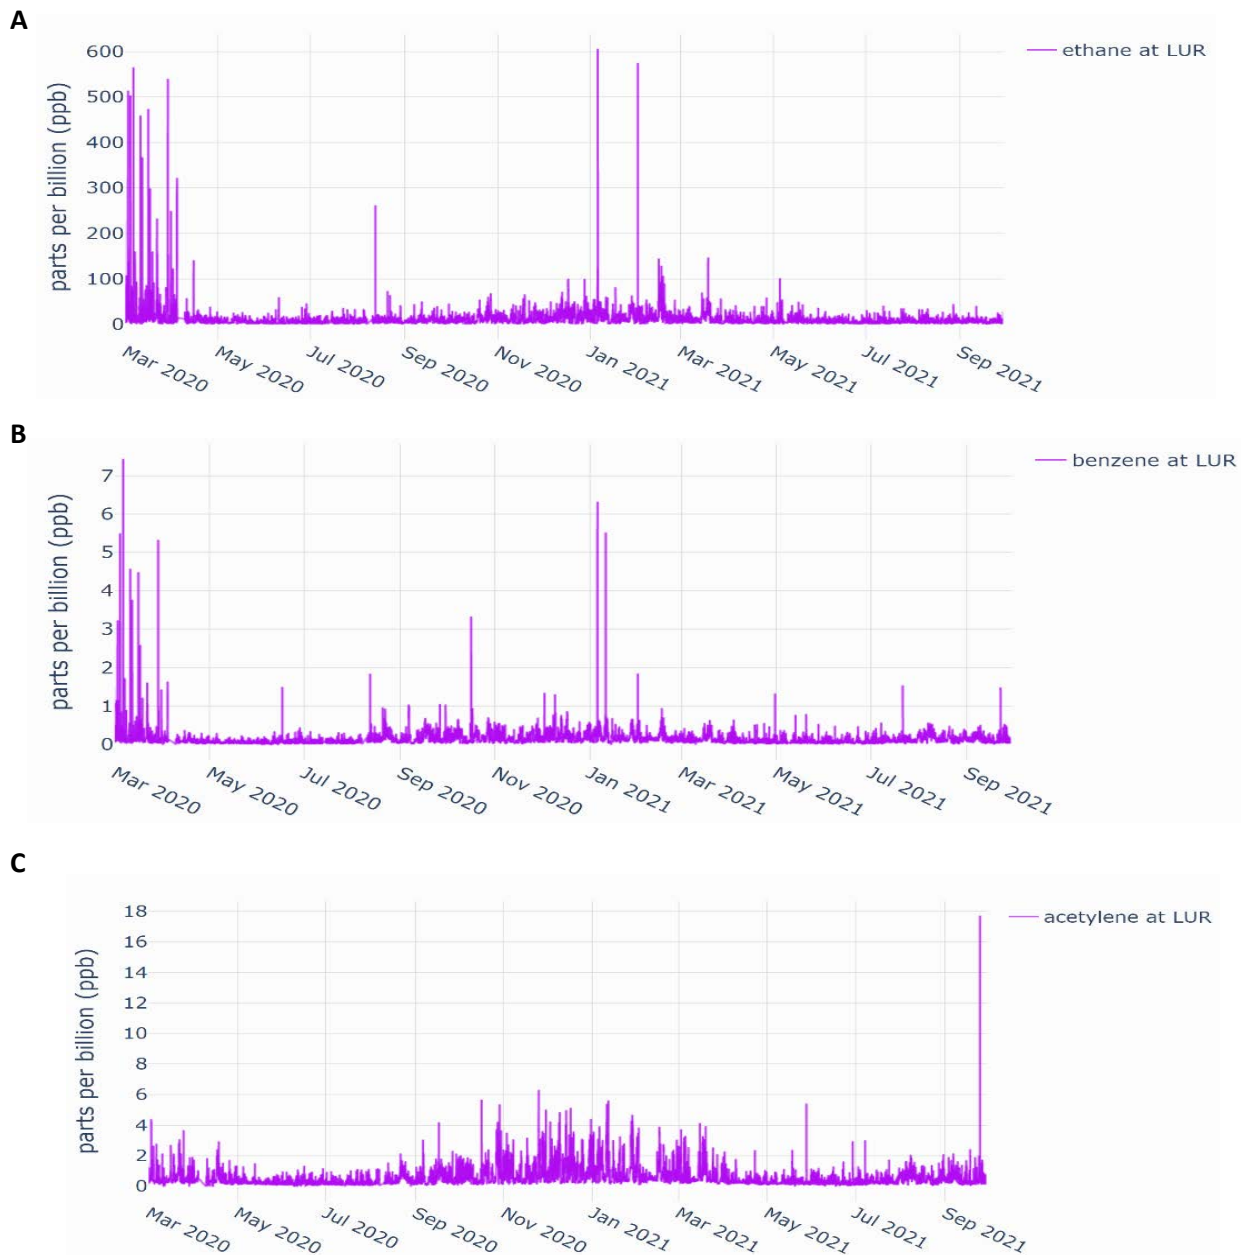 A
600
500
400
300
200
100
0
parts per billion (ppb)
ethane at LUR
Mar 2020
May 2020
Jul 2020
Sep 2020
Nov 2020
Jan 2021
Mar 2021
May 2021
Jul 2021
Sep 2021
B
7
6
5
4
3
2
1
0
parts per billion (ppb)
benzene at LUR
Mar 2020
May 2020
Jul 2020
Sep 2020
Nov 2020
Jan 2021
Mar 2021
May 2021
Jul 2021
Sep 2021
C
18
16
14
12
10
8
6
4
2
0
parts per billion (ppb)
acetylene at LUR
Mar 2020
May 2020
Jul 2020
Sep 2020
Nov 2020
Jan 2021
Mar 2021
May 2021
Jul 2021
Sep 2021